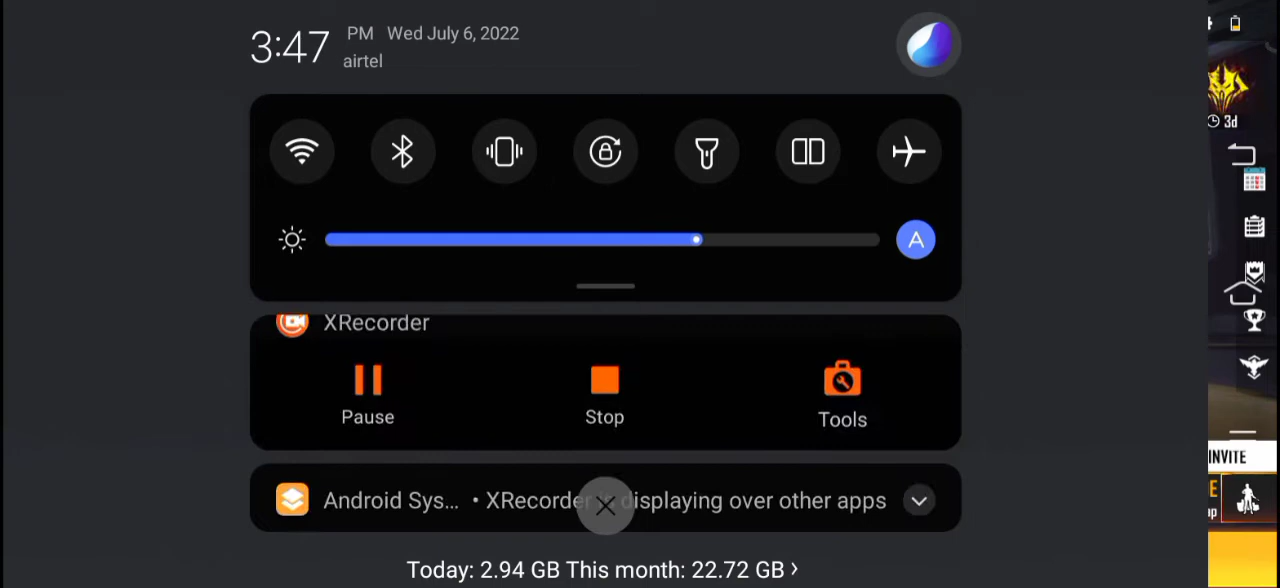 3:47 PM Wed July 6, 2022
airtel
3d
A
XRecorder
Pause
Stop
Tools
INVITE
Android Sys... • XRecorder is displaying over other apps
Today: 2.94 GB This month: 22.72 GB ›